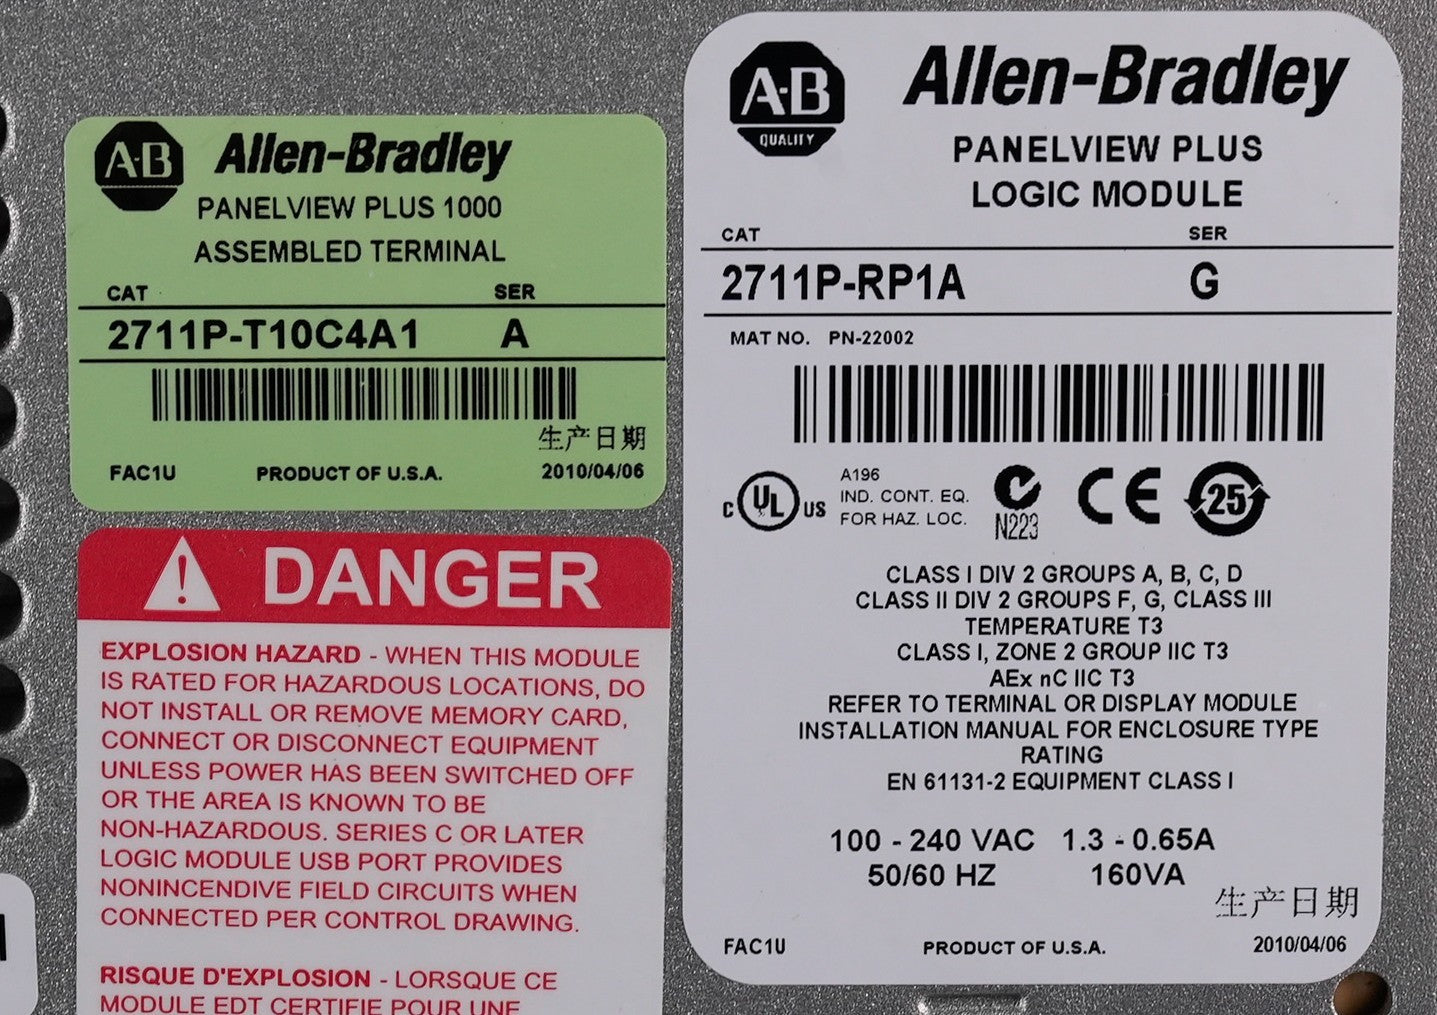 A·B
Allen-Bradley
PANELVIEW PLUS 1000
ASSEMBLED TERMINAL
CAT SER
2711P-T10C4A1 A
生产日期
FAC1U PRODUCT OF U.S.A. 2010/04/06
DANGER
EXPLOSION HAZARD - WHEN THIS MODULE
IS RATED FOR HAZARDOUS LOCATIONS, DO
NOT INSTALL OR REMOVE MEMORY CARD,
CONNECT OR DISCONNECT EQUIPMENT
UNLESS POWER HAS BEEN SWITCHED OFF
OR THE AREA IS KNOWN TO BE
NON-HAZARDOUS. SERIES C OR LATER
LOGIC MODULE USB PORT PROVIDES
NONINCENDIVE FIELD CIRCUITS WHEN
CONNECTED PER CONTROL DRAWING.
RISQUE D'EXPLOSION - LORSQUE CE
MODULE EDT CERTIFIE POUR UNE
A·B
QUALITY
Allen-Bradley
PANELVIEW PLUS
LOGIC MODULE
CAT SER
2711P-RP1A G
MAT NO. PN-22002
C UL US
A196
IND. CONT. EQ.
FOR HAZ. LOC.
N223
CE
25
CLASS I DIV 2 GROUPS A, B, C, D
CLASS II DIV 2 GROUPS F, G, CLASS III
TEMPERATURE T3
CLASS I, ZONE 2 GROUP IIC T3
AEx nC IIC T3
REFER TO TERMINAL OR DISPLAY MODULE
INSTALLATION MANUAL FOR ENCLOSURE TYPE
RATING
EN 61131-2 EQUIPMENT CLASS I
100 - 240 VAC 1.3 - 0.65A
50/60 HZ 160VA
生产日期
FAC1U PRODUCT OF U.S.A. 2010/04/06